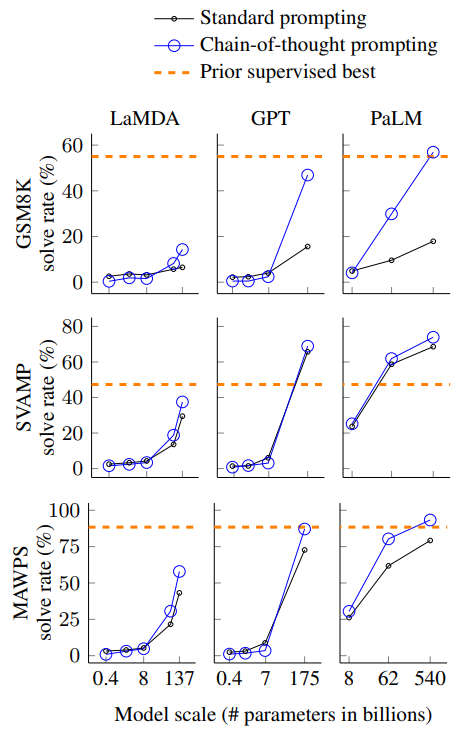 Standard prompting
Chain-of-thought prompting
Prior supervised best
LaMDA GPT PaLM
GSM8K
solve rate (%)
60
40
20
0
SVAMP
solve rate (%)
80
60
40
20
0
MAWPS
solve rate (%)
100
75
50
25
0
0.4 8 137 0.4 7 175 8 62 540
Model scale (# parameters in billions)